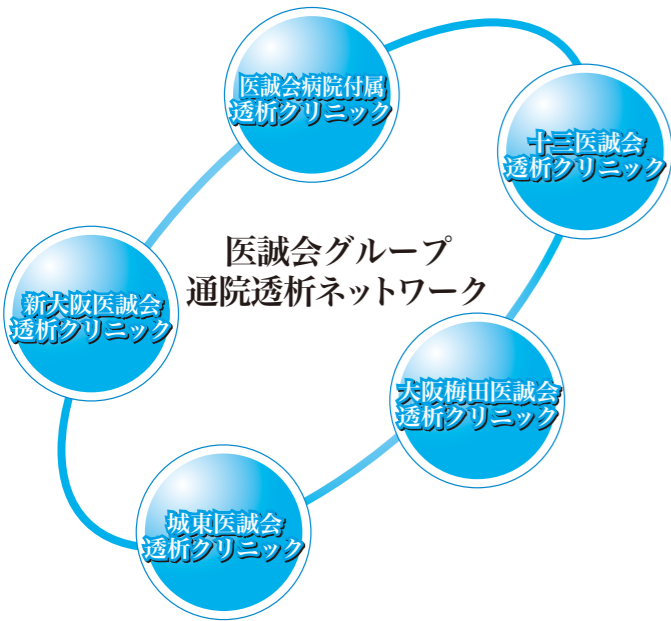 医誠会病院付属
透析クリニック
十三医誠会
透析クリニック
医誠会グループ
通院透析ネットワーク
新大阪医誠会
透析クリニック
大阪梅田医誠会
透析クリニック
城東医誠会
透析クリニック